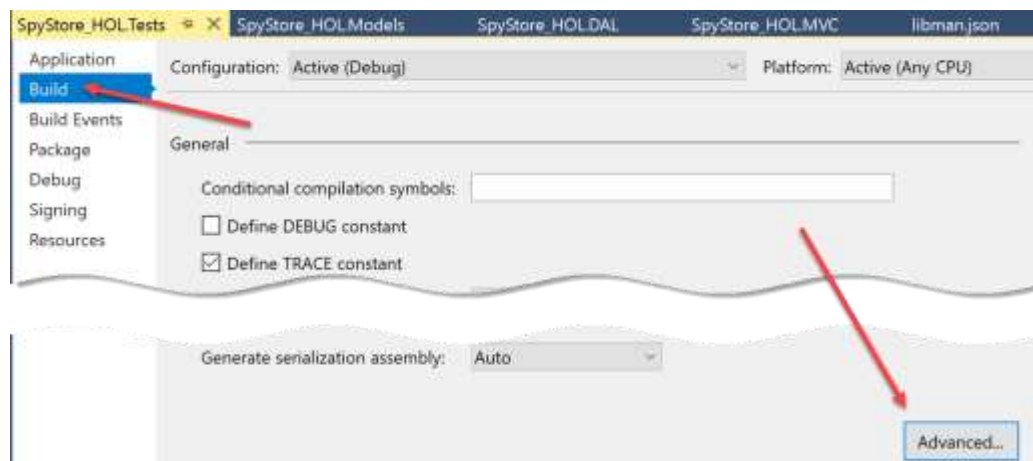 SpyStore_HOL.Tests SpyStore_HOL.Models SpyStore_HOL.DAL SpyStore_HOL.MVC libman.json
Application
Configuration: Active (Debug) Platform: Active (Any CPU)
Build
Build Events
Package
General
Debug
Conditional compilation symbols:
Signing
Define DEBUG constant
Resources
Define TRACE constant
Generate serialization assembly: Auto
Advanced...